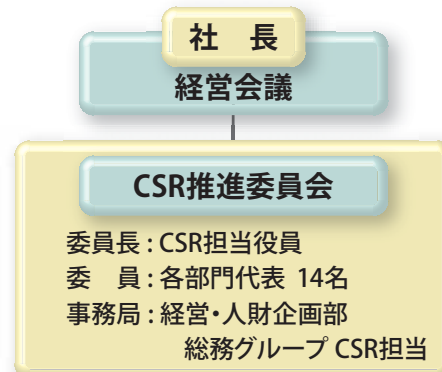 社　長
経営会議
CSR推進委員会
委員長：CSR担当役員
委　員：各部門代表 14名
事務局：経営・人財企画部
総務グループ CSR担当